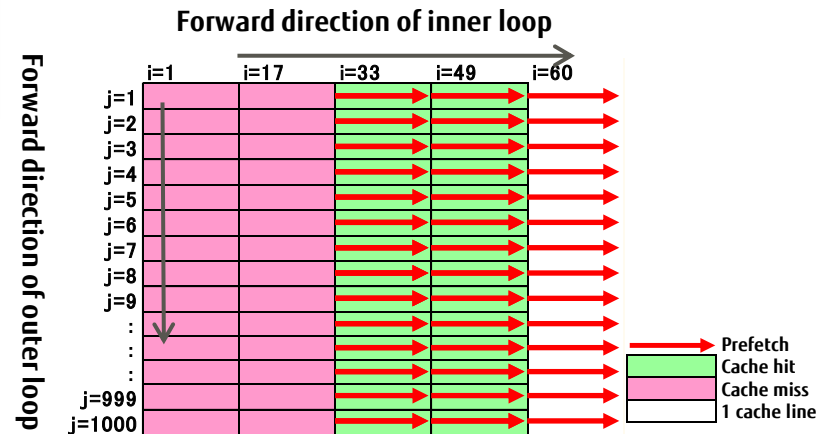 Forward direction of inner loop
Forward direction of outer loop
i=1 i=17 i=33 i=49 i=60
j=1
j=2
j=3
j=4
j=5
j=6
j=7
j=8
j=9
:
:
:
j=999
j=1000
Prefetch
Cache hit
Cache miss
1 cache line